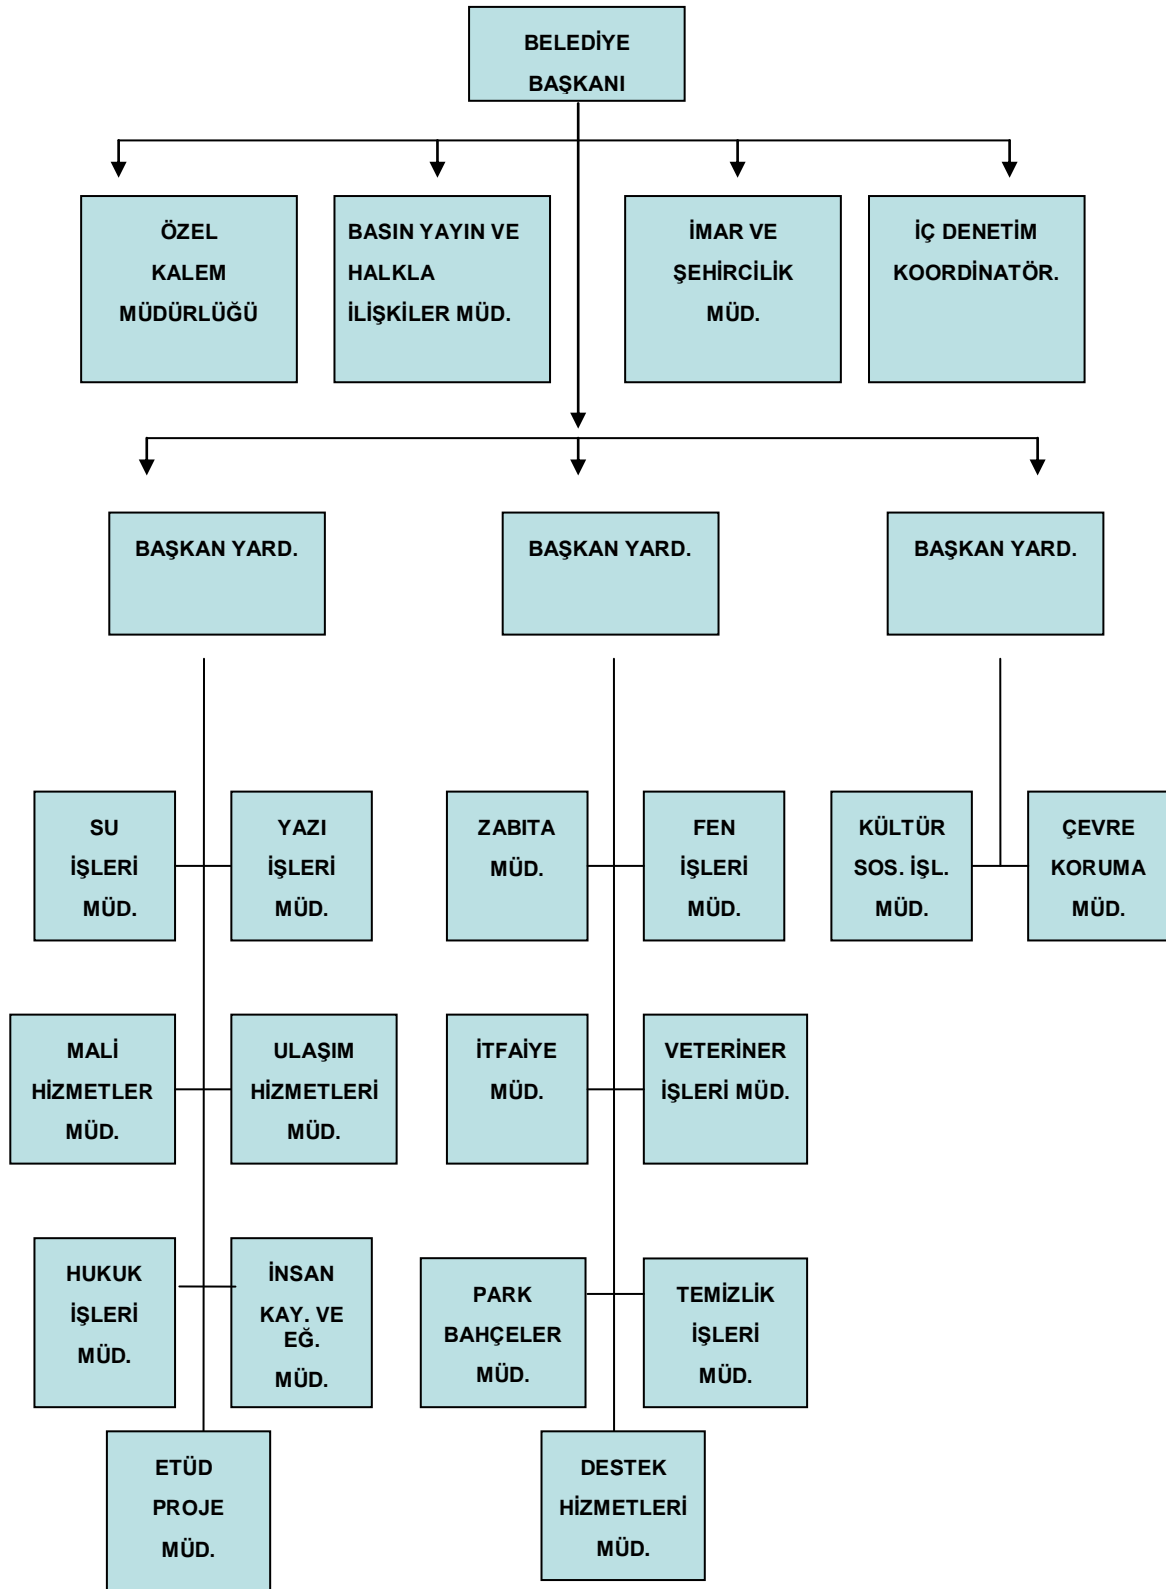 BELEDİYE
BAŞKANI
ÖZEL
KALEM
MÜDÜRLÜĞÜ
BASIN YAYIN VE
HALKLA
İLİŞKİLER MÜD.
İMAR VE
ŞEHİRCİLİK
MÜD.
İÇ DENETİM
KOORDİNATÖR.
BAŞKAN YARD.
BAŞKAN YARD.
BAŞKAN YARD.
SU
İŞLERİ
MÜD.
YAZI
İŞLERİ
MÜD.
ZABITA
MÜD.
FEN
İŞLERİ
MÜD.
KÜLTÜR
SOS. İŞL.
MÜD.
ÇEVRE
KORUMA
MÜD.
MALİ
HİZMETLER
MÜD.
ULAŞIM
HİZMETLERİ
MÜD.
İTFAİYE
MÜD.
VETERİNER
İŞLERİ MÜD.
HUKUK
İŞLERİ
MÜD.
İNSAN
KAY. VE
EĞ.
MÜD.
PARK
BAHÇELER
MÜD.
TEMİZLİK
İŞLERİ
MÜD.
ETÜD
PROJE
MÜD.
DESTEK
HİZMETLERİ
MÜD.